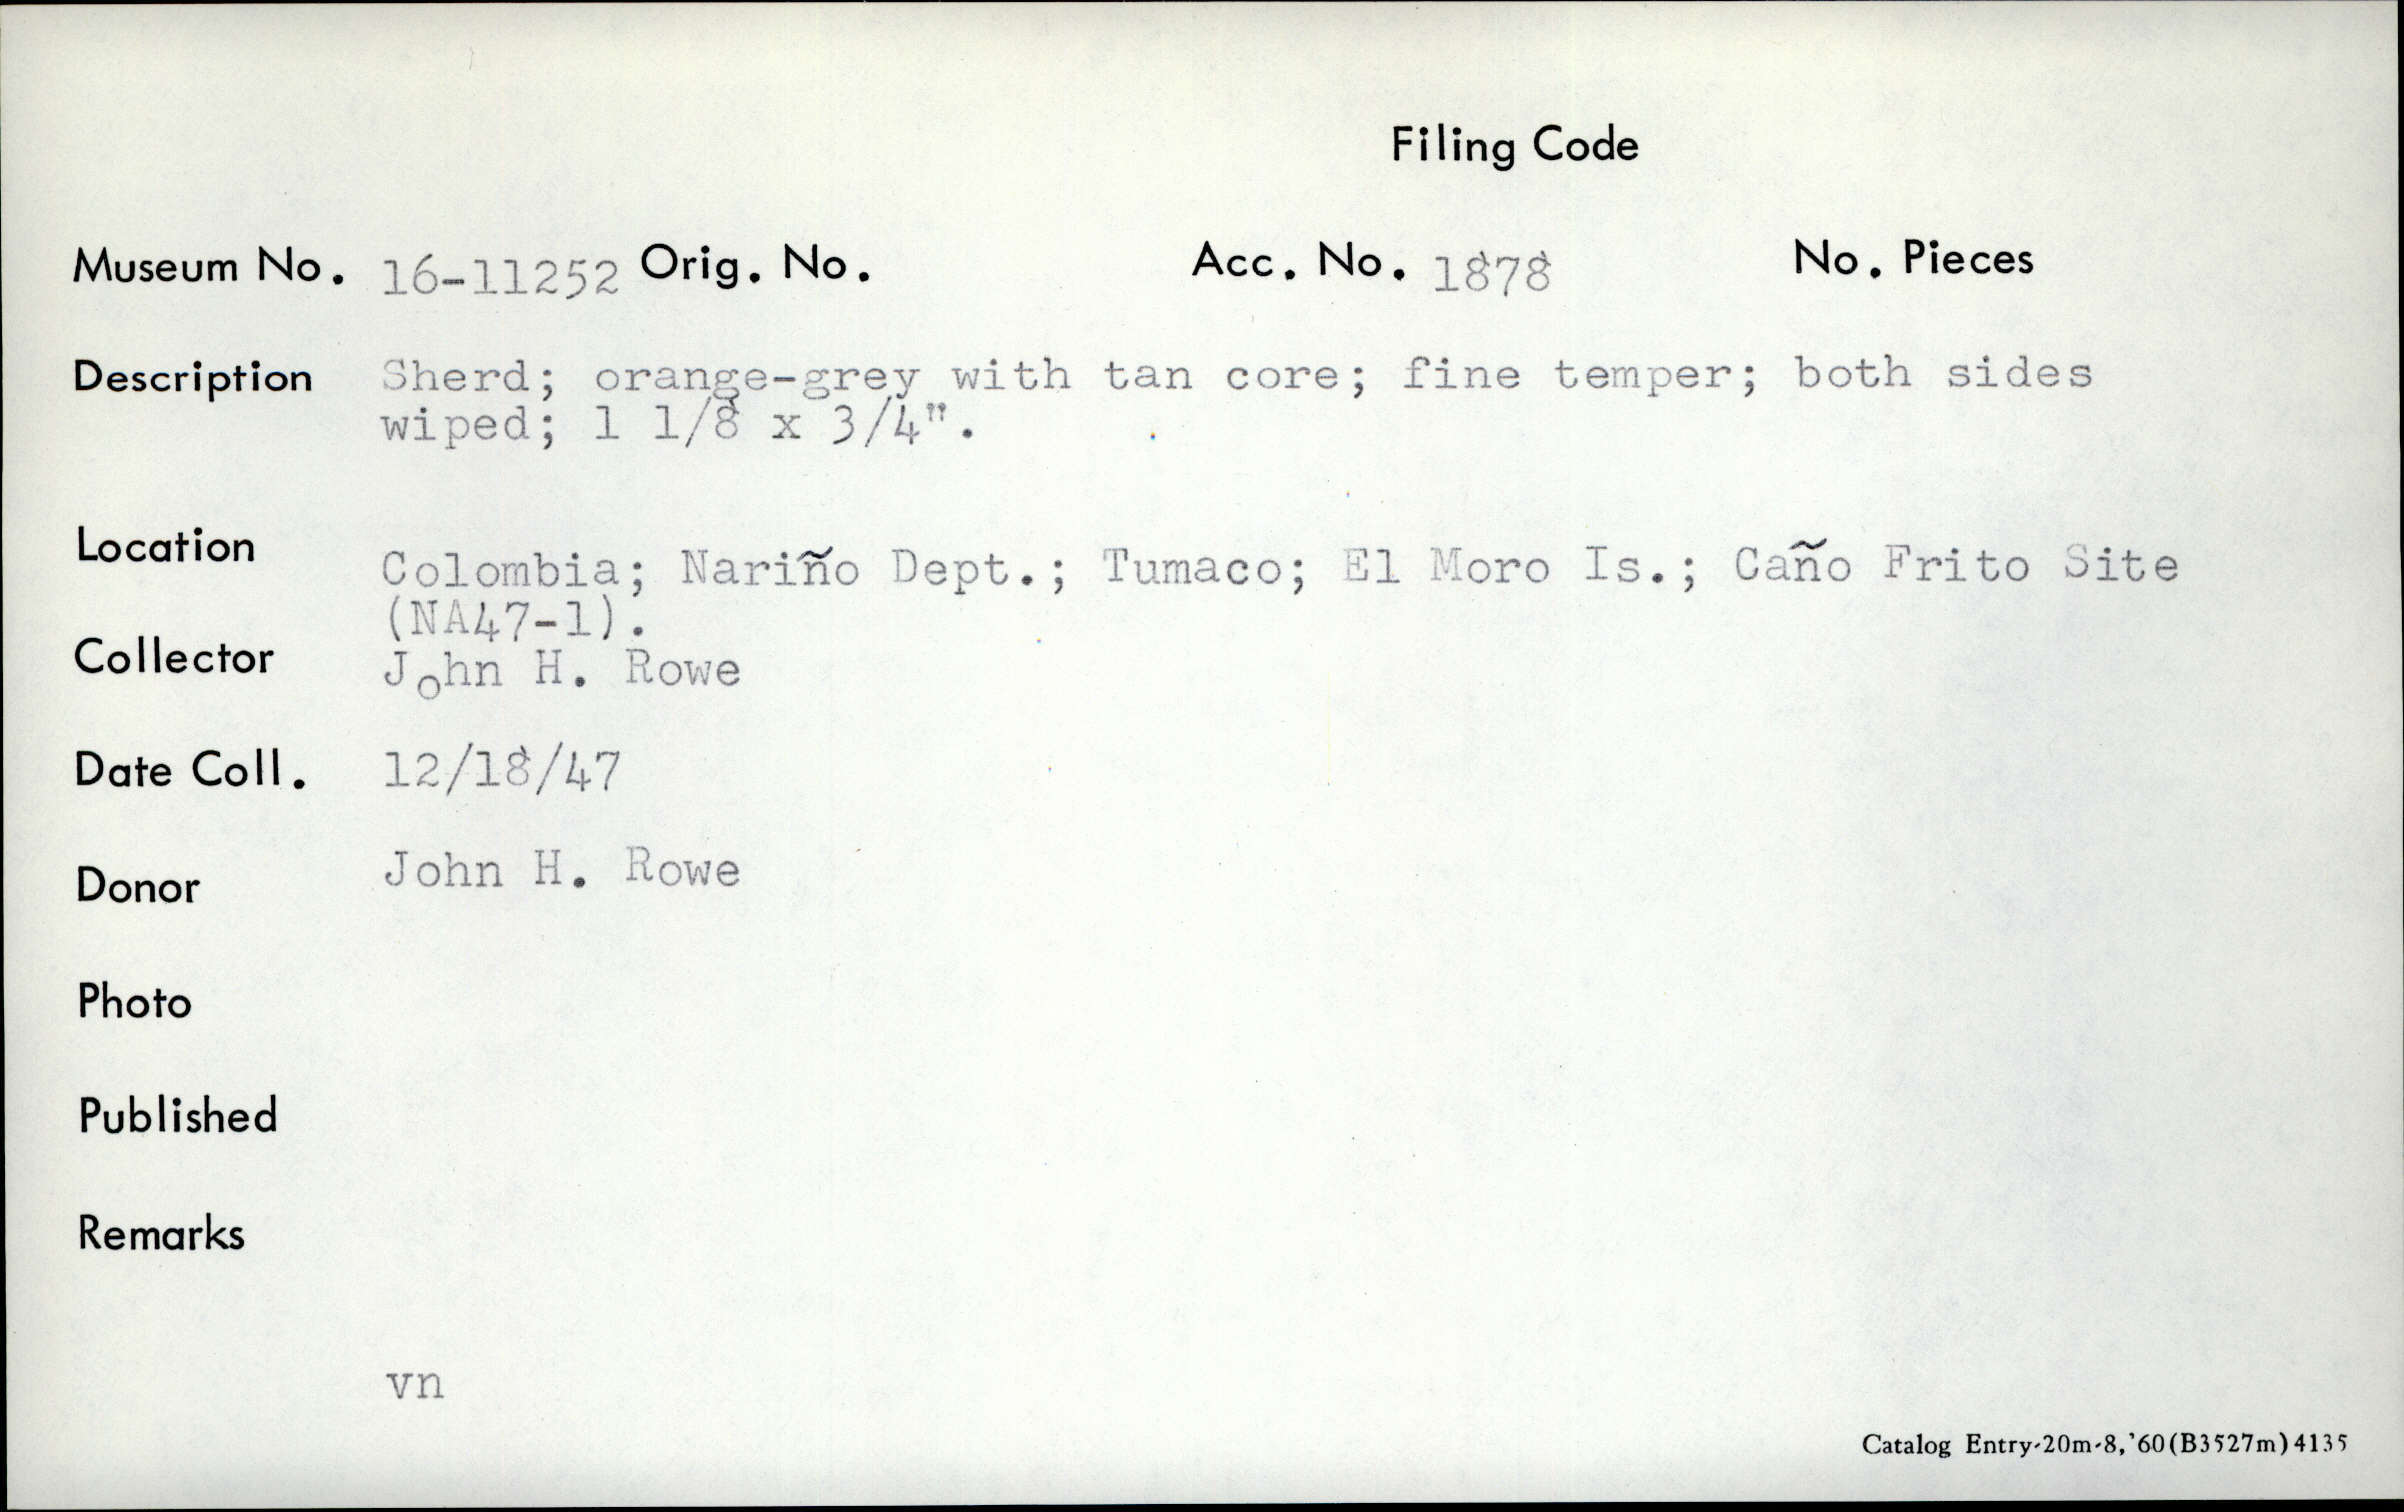 Filing Code
Museum No. 16-11252 Orig. No. Acc. No. 1878 No. Pieces
Description Sherd; orange-grey with tan core; fine temper; both sides
wiped; 1 1/8 x 3/4".
Location Colombia; Nariño Dept.; Tumaco; El Moro Is.; Caño Frito Site
(NA47-1).
Collector John H. Rowe
Date Coll. 12/18/47
Donor John H. Rowe
Photo
Published
Remarks
vn
Catalog Entry-20m-8,'60(B3527m)4135